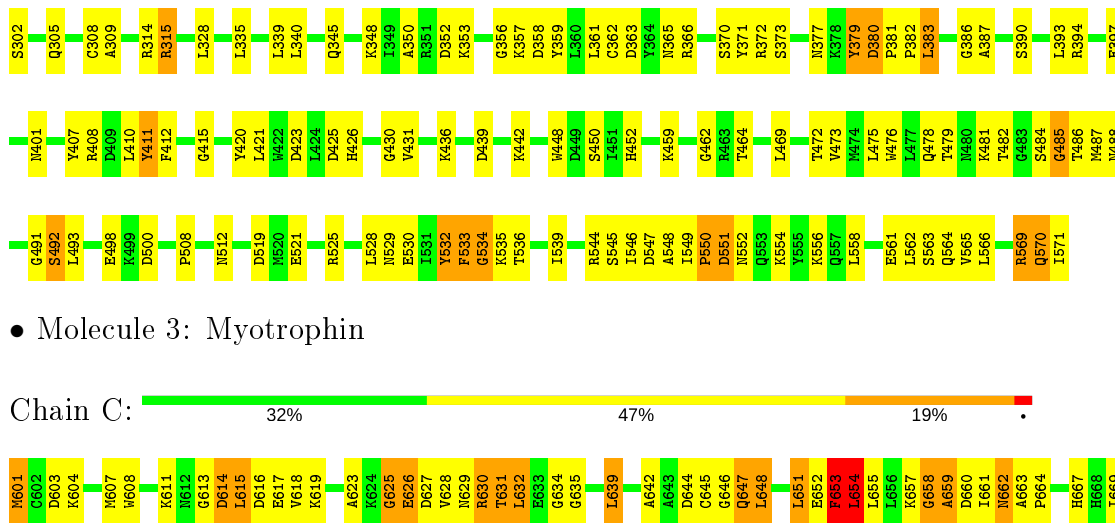 S302 Q305 C308 A309 R314 R315 L328 L335 L339 L340 Q345 K348 I349 A350 R351 D352 K353 G356 K357 D358 Y359 L360 L361 C362 D363 Y364 N365 R366 S370 Y371 R372 S373 N377 K378 Y379 D380 P381 P382 L383 G386 A387 S390 L393 R394
N401 Y407 R408 D409 L410 Y411 F412 G415 Y420 L421 W422 D423 L424 D425 H426 G430 V431 K436 D439 K442 W448 D449 S450 I451 H452 K459 G462 R463 T464 L469 T472 V473 M474 L475 W476 L477 Q478 T479 N480 K481 T482 G483 S484 G485 T486 M487
G491 S492 L493 E498 K499 D500 P508 N512 D519 M520 E521 R525 L528 N529 E530 I531 Y532 F533 G534 K535 T536 I539 R544 S545 I546 D547 A548 I549 P550 D551 N552 Q553 K554 Y555 K556 Q557 L558 E561 L562 S563 Q564 V565 L566 R569 Q570 I571
• Molecule 3: Myotrophin
Chain C:
32% 47% 19% •
M601 C602 D603 K604 M607 W608 K611 N612 G613 D614 L615 D616 E617 V618 K619 A623 K624 G625 E626 D627 V628 N629 R630 T631 L632 E633 G634 G635 L639 A642 A643 D644 C645 G646 Q647 L648 L651 E652 F653 L654 L655 L656 K657 G658 A659 D660 I661 N662 A663 P664 H667 H668